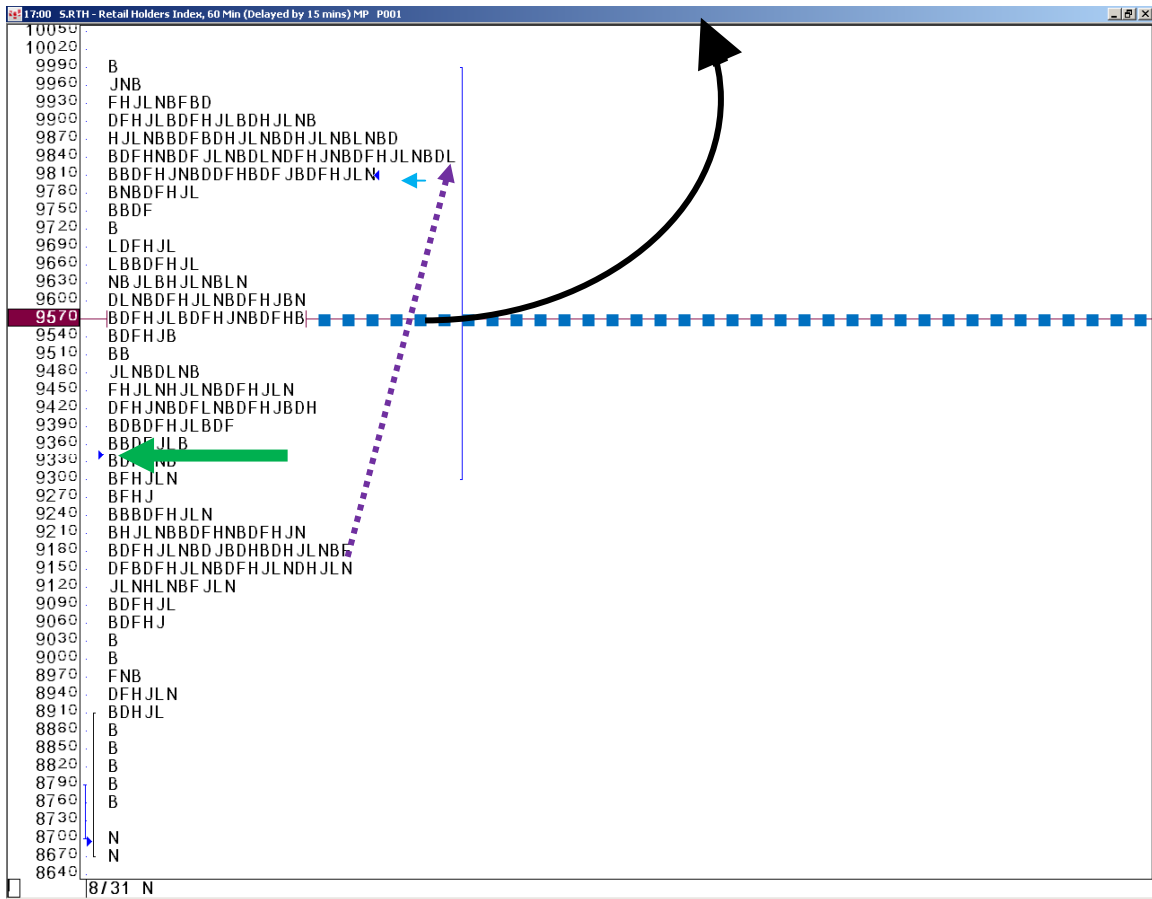 17:00 S.RTH - Retail Holders Index, 60 Min (Delayed by 15 mins) MP P001
10050
10020
9990 B
9960 JNB
9930 FHJLNBFBD
9900 DFHJLBDFHJLBDHJLNB
9870 HJLNBBDFBDHJLNBDHJLNBLNBD
9840 BDFHNBDFJLNBDLNDFHJNBDFHJLNBDL
9810 BBDFHJNBDDFHBDFJBDFHJLN
9780 BNBDFHJL
9750 BBDF
9720 B
9690 LDFHJL
9660 LBBDFHJL
9630 NBJLBHJLNBLN
9600 DLNBDFHJLNBDFHJBN
9570 BDFHJLBDFHJNBDFHB
9540 BDFHJB
9510 BB
9480 JLNBDLNB
9450 FHJLNHJLNBDFHJLN
9420 DFHJNBDFLNBDFHJBDH
9390 BDBDFHJLBDF
9360 BBDFJLB
9330
9300 BFHJLN
9270 BFHJ
9240 BBBDFHJLN
9210 BHJLNBBDFHNBDFHJN
9180 BDFHJLNBDJBDHBDHJLNBF
9150 DFBDFHJLNBDFHJLNDHJLN
9120 JLNHLNBFJLN
9090 BDFHJL
9060 BDFHJ
9030 B
9000 B
8970 FNB
8940 DFHJLN
8910 BDHJL
8880 B
8850 B
8820 B
8790 B
8760 B
8730
8700 N
8670 N
8640
8/31 N